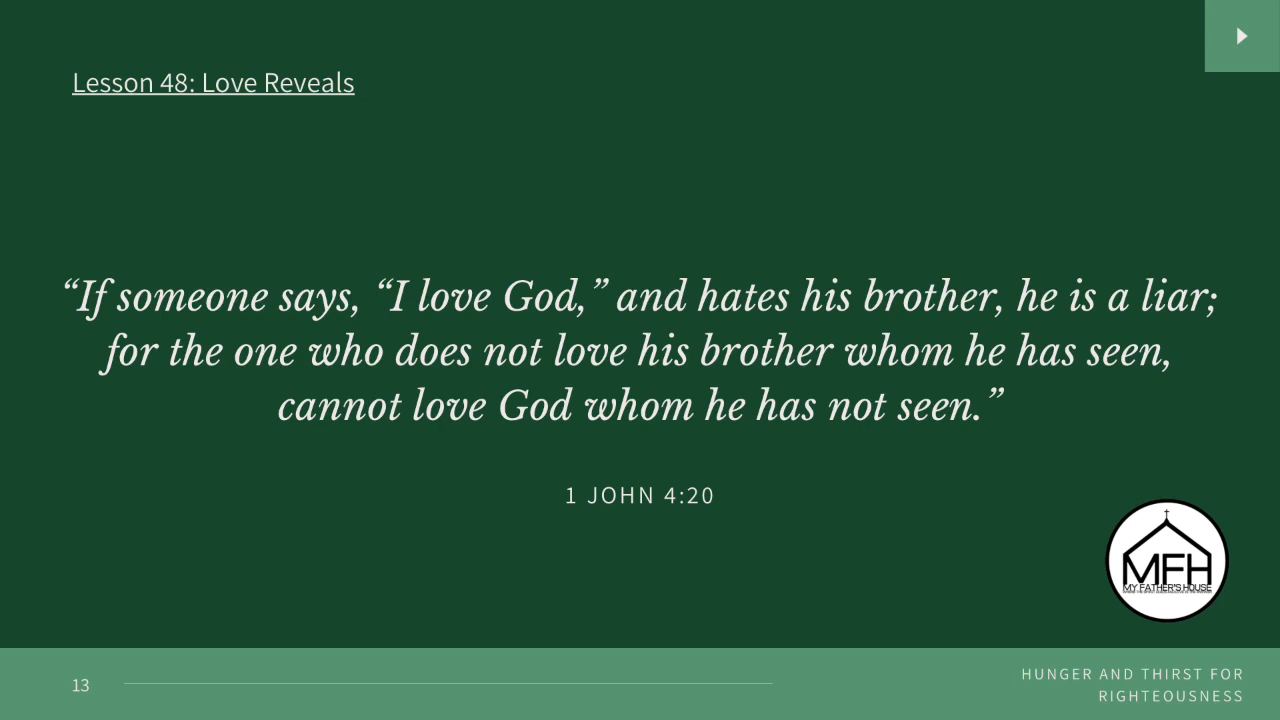 Lesson 48: Love Reveals
“If someone says, “I love God,” and hates his brother, he is a liar;
for the one who does not love his brother whom he has seen,
cannot love God whom he has not seen.”
1 JOHN 4:20
MFH
MY FATHER'S HOUSE
13
HUNGER AND THIRST FOR
RIGHTEOUSNESS